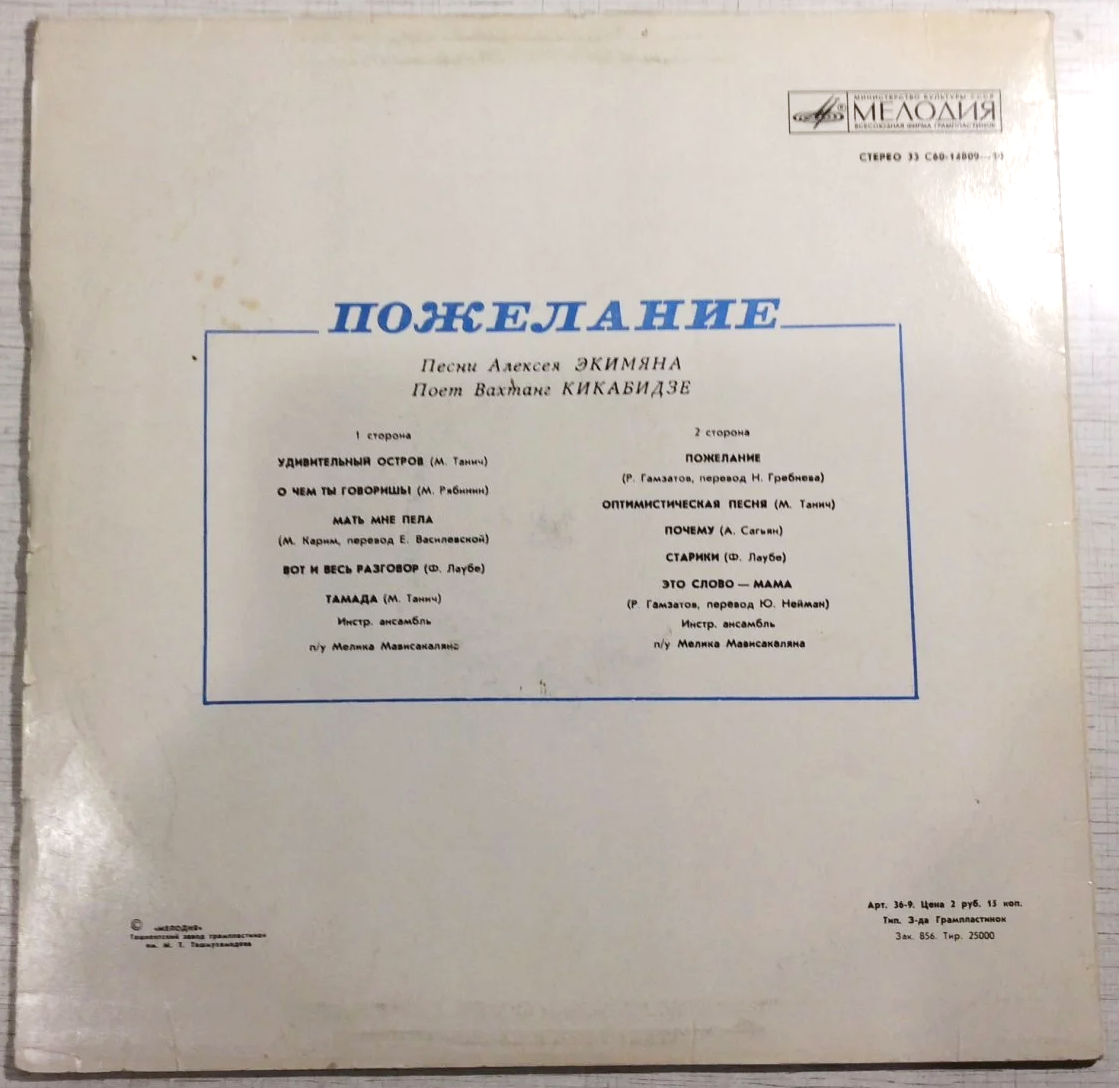 МИНИСТЕРСТВО КУЛЬТУРЫ СССР
МЕЛОДИЯ
ВСЕСОЮЗНАЯ ФИРМА ГРАМПЛАСТИНОК
СТЕРЕО 33 С60-14809—10
ПОЖЕЛАНИЕ
Песни Алексея ЭКИМЯНА
Поет Вахтанг КИКАБИДЗЕ
1 сторона
УДИВИТЕЛЬНЫЙ ОСТРОВ (М. Танич)
О ЧЕМ ТЫ ГОВОРИШЬ! (М. Рябинин)
МАТЬ МНЕ ПЕЛА
(М. Карим, перевод Е. Василевской)
ВОТ И ВЕСЬ РАЗГОВОР (Ф. Лаубе)
ТАМАДА (М. Танич)
Инстр. ансамбль
п/у Мелика Мависакаляна
2 сторона
ПОЖЕЛАНИЕ
(Р. Гамзатов, перевод Н. Гребнева)
ОПТИМИСТИЧЕСКАЯ ПЕСНЯ (М. Танич)
ПОЧЕМУ (А. Сагьян)
СТАРИКИ (Ф. Лаубе)
ЭТО СЛОВО — МАМА
(Р. Гамзатов, перевод Ю. Нейман)
Инстр. ансамбль
п/у Мелика Мависакаляна
© «МЕЛОДИЯ»
Ташкентский завод грампластинок
им. М. Т. Ташмухамедова
Арт. 36-9. Цена 2 руб. 15 коп.
Тип. З-да Грампластинок
Зак. 856. Тир. 25000